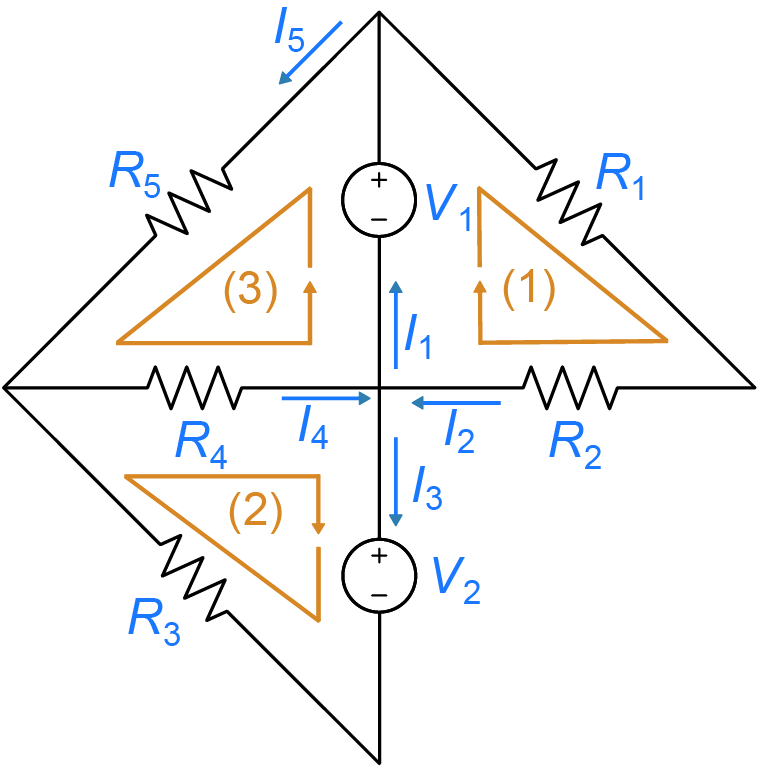 I5
R5
R1
+
V1
−
(3)
(1)
I1
R4
I4
I2
R2
(2)
I3
+
V2
−
R3